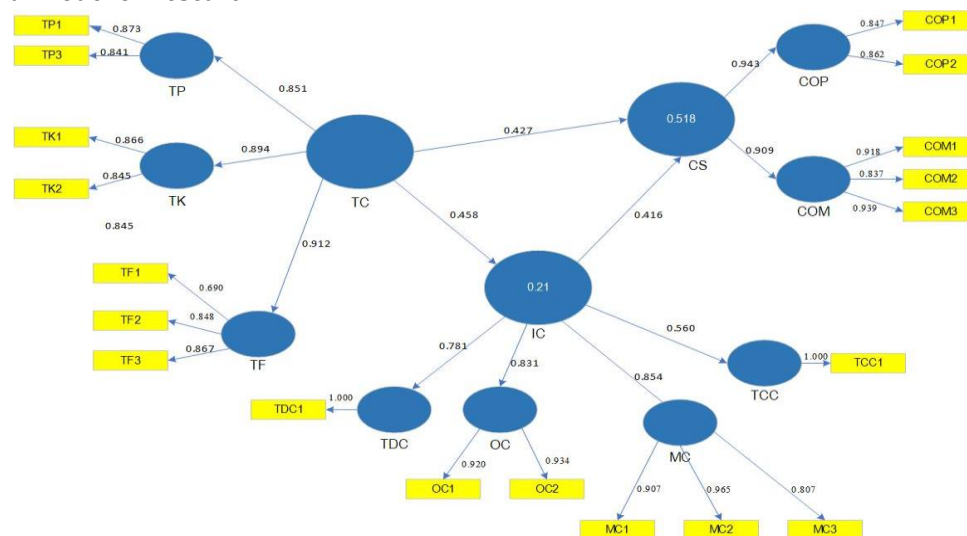 TP1
0.873
TP3
0.841
TP
0.851
TK1
0.866
TK2
0.845
TK
0.894
0.845
TC
0.912
TF1
0.690
TF2
0.848
TF3
0.867
TF
0.427
0.458
0.518
CS
0.943
COP
0.847
COP1
0.862
COP2
0.909
COM
0.918
COM1
0.837
COM2
0.939
COM3
0.416
0.21
IC
0.781
0.831
0.854
0.560
TDC1
1.000
TDC
OC
0.920
0.934
OC1
OC2
MC
0.907
0.965
0.807
MC1
MC2
MC3
TCC
1.000
TCC1